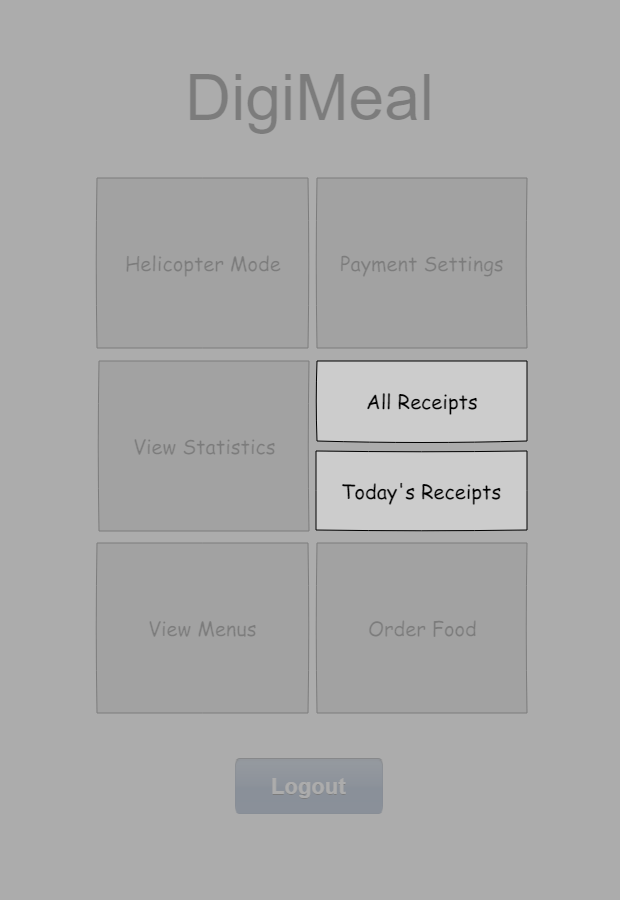 DigiMeal
Helicopter Mode
Payment Settings
All Receipts
View Statistics
Today's Receipts
View Menus
Order Food
Logout